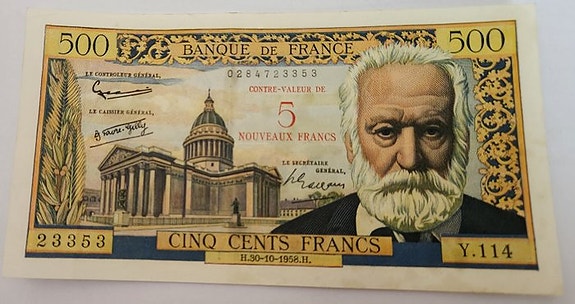 500 BANQUE DE FRANCE 500
0284723353
LE CONTROLEUR GÉNÉRAL,
CONTRE-VALEUR DE
5
NOUVEAUX FRANCS
LE CAISSIER GÉNÉRAL,
LE SECRÉTAIRE
GÉNÉRAL,
23353
CINQ CENTS FRANCS
Y.114
H.30-10-1958.H.